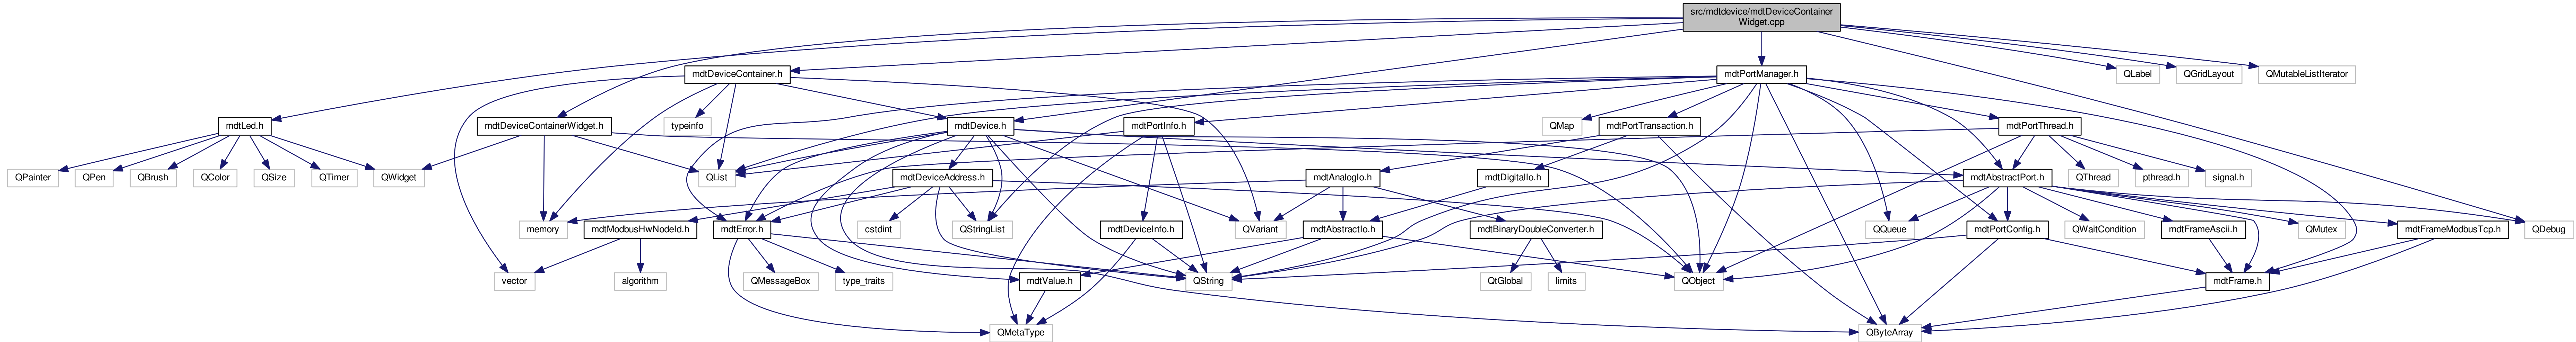 src/mdtdevice/mdtDeviceContainer
Widget.cpp
mdtDeviceContainer.h
mdtPortManager.h
QLabel
QGridLayout
QMutableListIterator
mdtLed.h
mdtDeviceContainerWidget.h
typeinfo
mdtDevice.h
mdtPortInfo.h
QMap
mdtPortTransaction.h
mdtPortThread.h
QPainter
QPen
QBrush
QColor
QSize
QTimer
QWidget
QList
mdtDeviceAddress.h
mdtAnalogIo.h
mdtDigitalIo.h
mdtAbstractPort.h
QThread
pthread.h
signal.h
memory
mdtModbusHwNodeId.h
mdtError.h
cstdint
QStringList
mdtDeviceInfo.h
QVariant
mdtAbstractIo.h
mdtBinaryDoubleConverter.h
QQueue
mdtPortConfig.h
QWaitCondition
mdtFrameAscii.h
QMutex
mdtFrameModbusTcp.h
QDebug
vector
algorithm
QMessageBox
type_traits
mdtValue.h
QString
QtGlobal
limits
QObject
mdtFrame.h
QMetaType
QByteArray